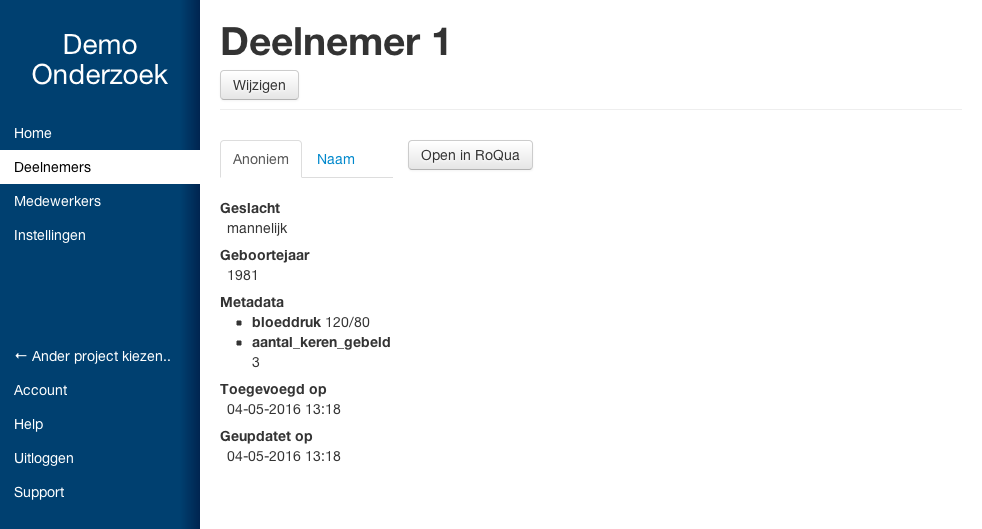 Demo
Onderzoek
Home
Deelnemers
Medewerkers
Instellingen
← Ander project kiezen..
Account
Help
Uitloggen
Support
Deelnemer 1
Wijzigen
Anoniem Naam Open in RoQua
Geslacht
mannelijk
Geboortejaar
1981
Metadata
▪ bloeddruk 120/80
▪ aantal_keren_gebeld
3
Toegevoegd op
04-05-2016 13:18
Geupdatet op
04-05-2016 13:18